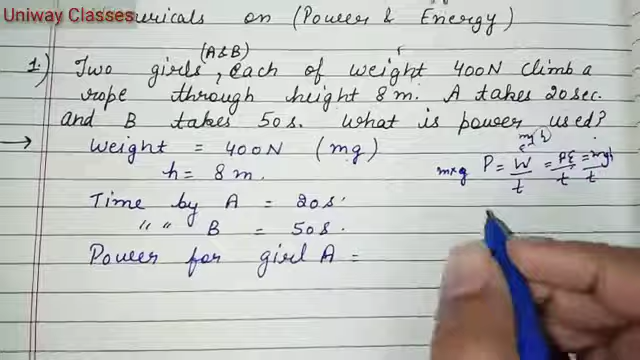 Uniway Classes
Numericals on (Power & Energy)
(A&B)
1.) Two girls, each of weight 400N climb a
rope through height 8m. A takes 20sec.
and B takes 50s. What is power used?
→ Weight = 400N (mg)
h = 8m.
Time by A = 20s.
" " B = 50s.
Power for girl A =
mg(h)
m×g P = W/t = PE/t = mgh/t